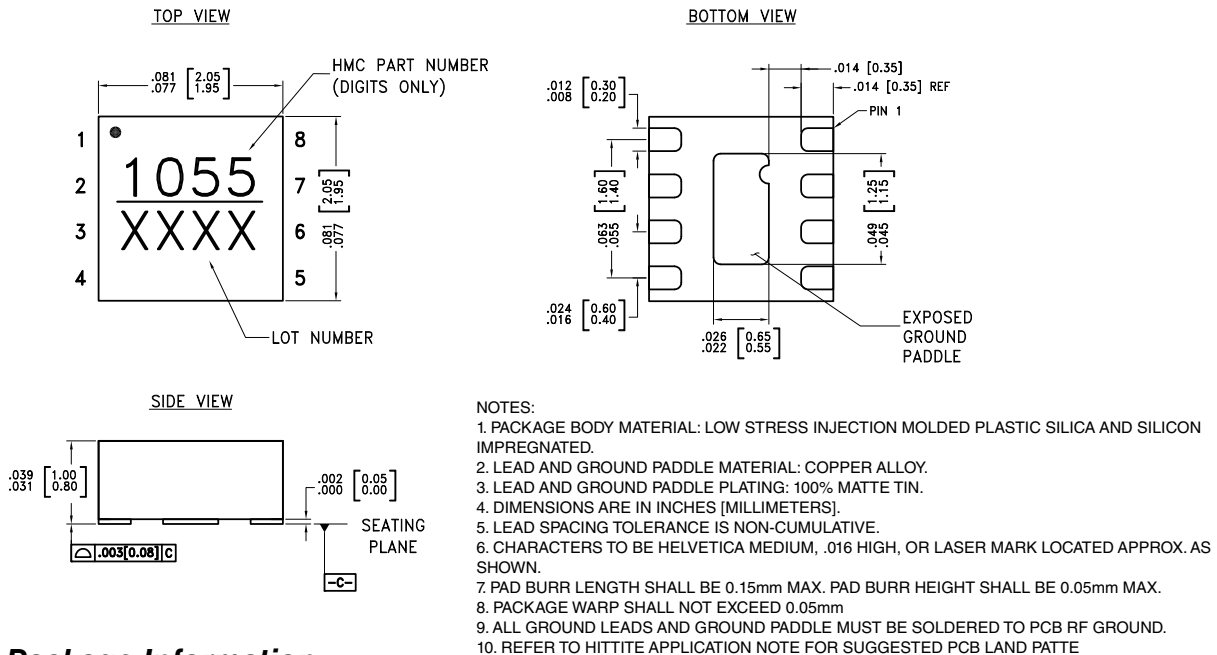 TOP VIEW
.081 [2.05]
.077 [1.95]
HMC PART NUMBER
(DIGITS ONLY)
1
2
3
4
1055
XXXX
8
7
6
5
.081 [2.05]
.077 [1.95]
LOT NUMBER
BOTTOM VIEW
.012 [0.30]
.008 [0.20]
.014 [0.35]
.014 [0.35] REF
PIN 1
.063 [1.60]
.055 [1.40]
.049 [1.25]
.045 [1.15]
.024 [0.60]
.016 [0.40]
.026 [0.65]
.022 [0.55]
EXPOSED
GROUND
PADDLE
SIDE VIEW
.039 [1.00]
.031 [0.80]
.002 [0.05]
.000 [0.00]
SEATING
PLANE
.003[0.08] C
-C-
NOTES:
1. PACKAGE BODY MATERIAL: LOW STRESS INJECTION MOLDED PLASTIC SILICA AND SILICON
IMPREGNATED.
2. LEAD AND GROUND PADDLE MATERIAL: COPPER ALLOY.
3. LEAD AND GROUND PADDLE PLATING: 100% MATTE TIN.
4. DIMENSIONS ARE IN INCHES [MILLIMETERS].
5. LEAD SPACING TOLERANCE IS NON-CUMULATIVE.
6. CHARACTERS TO BE HELVETICA MEDIUM, .016 HIGH, OR LASER MARK LOCATED APPROX. AS
SHOWN.
7. PAD BURR LENGTH SHALL BE 0.15mm MAX. PAD BURR HEIGHT SHALL BE 0.05mm MAX.
8. PACKAGE WARP SHALL NOT EXCEED 0.05mm
9. ALL GROUND LEADS AND GROUND PADDLE MUST BE SOLDERED TO PCB RF GROUND.
10. REFER TO HITTITE APPLICATION NOTE FOR SUGGESTED PCB LAND PATTE
Package Information